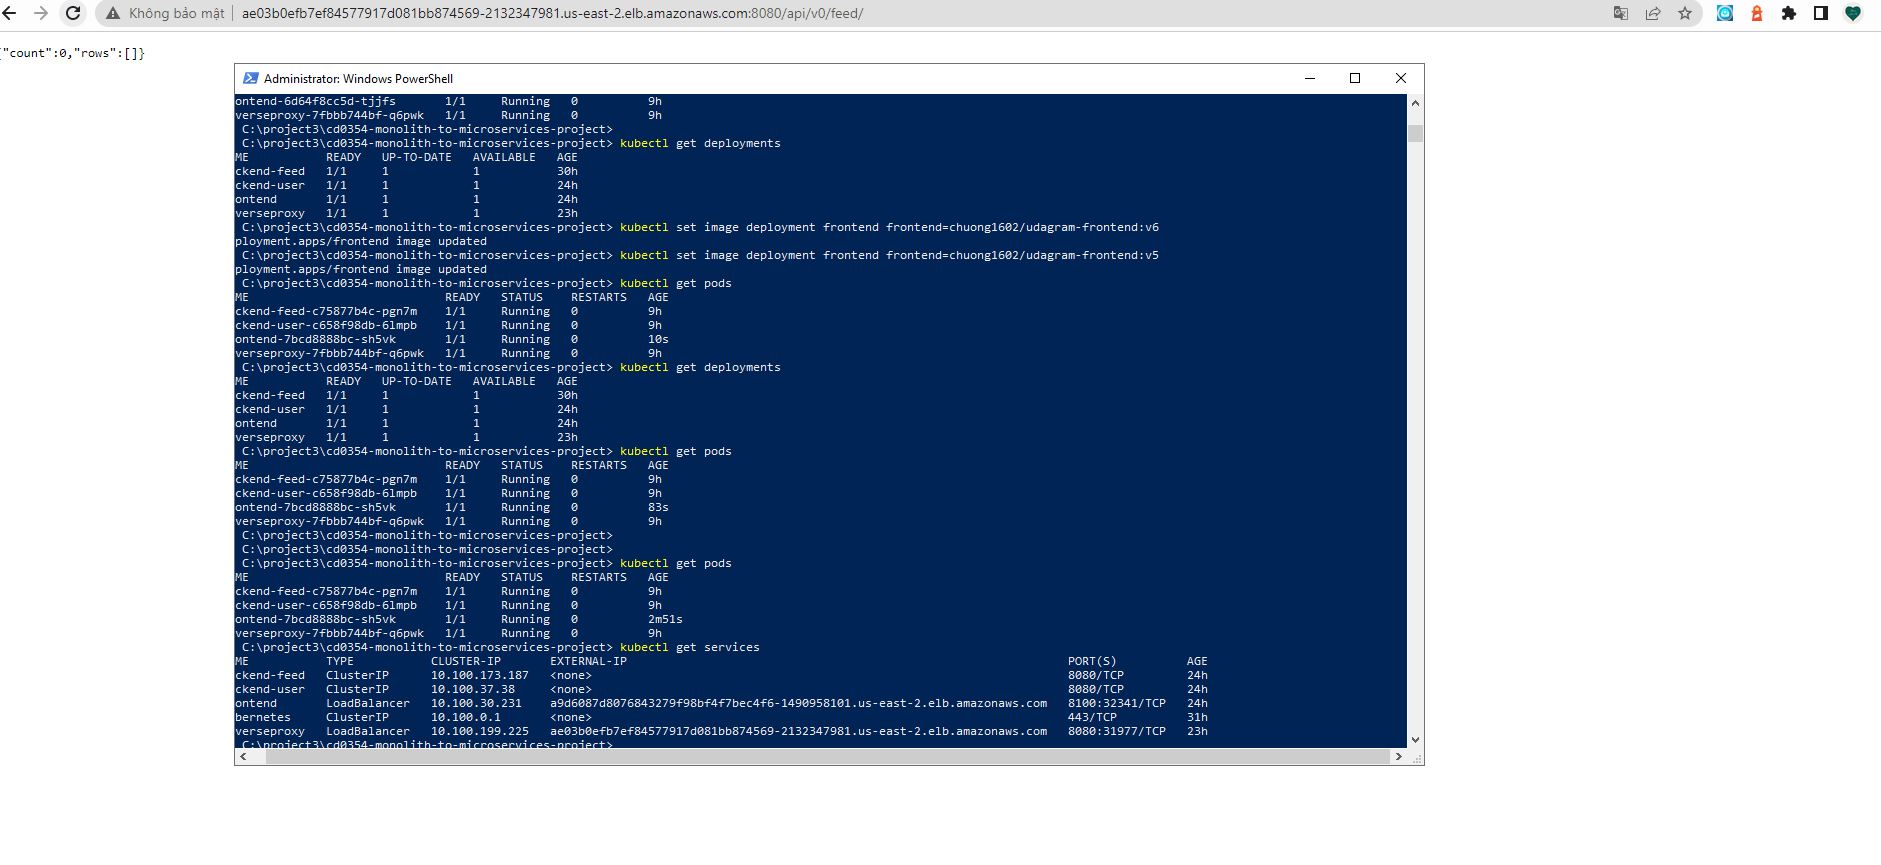 Không bảo mật ae03b0efb7ef84577917d081bb874569-2132347981.us-east-2.elb.amazonaws.com:8080/api/v0/feed/
{"count":0,"rows":[]}
Administrator: Windows PowerShell
ontend-6d64f8cc5d-tjjfs 1/1 Running 0 9h
verseproxy-7fbbb744bf-q6pwk 1/1 Running 0 9h
C:\project3\cd0354-monolith-to-microservices-project>
C:\project3\cd0354-monolith-to-microservices-project> kubectl get deployments
ME READY UP-TO-DATE AVAILABLE AGE
ckend-feed 1/1 1 1 30h
ckend-user 1/1 1 1 24h
ontend 1/1 1 1 24h
verseproxy 1/1 1 1 23h
C:\project3\cd0354-monolith-to-microservices-project> kubectl set image deployment frontend frontend=chuong1602/udagram-frontend:v6
ployment.apps/frontend image updated
C:\project3\cd0354-monolith-to-microservices-project> kubectl set image deployment frontend frontend=chuong1602/udagram-frontend:v5
ployment.apps/frontend image updated
C:\project3\cd0354-monolith-to-microservices-project> kubectl get pods
ME READY STATUS RESTARTS AGE
ckend-feed-c75877b4c-pgn7m 1/1 Running 0 9h
ckend-user-c658f98db-6lmpb 1/1 Running 0 9h
ontend-7bcd8888bc-sh5vk 1/1 Running 0 10s
verseproxy-7fbbb744bf-q6pwk 1/1 Running 0 9h
C:\project3\cd0354-monolith-to-microservices-project> kubectl get deployments
ME READY UP-TO-DATE AVAILABLE AGE
ckend-feed 1/1 1 1 30h
ckend-user 1/1 1 1 24h
ontend 1/1 1 1 24h
verseproxy 1/1 1 1 23h
C:\project3\cd0354-monolith-to-microservices-project> kubectl get pods
ME READY STATUS RESTARTS AGE
ckend-feed-c75877b4c-pgn7m 1/1 Running 0 9h
ckend-user-c658f98db-6lmpb 1/1 Running 0 9h
ontend-7bcd8888bc-sh5vk 1/1 Running 0 83s
verseproxy-7fbbb744bf-q6pwk 1/1 Running 0 9h
C:\project3\cd0354-monolith-to-microservices-project>
C:\project3\cd0354-monolith-to-microservices-project>
C:\project3\cd0354-monolith-to-microservices-project> kubectl get pods
ME READY STATUS RESTARTS AGE
ckend-feed-c75877b4c-pgn7m 1/1 Running 0 9h
ckend-user-c658f98db-6lmpb 1/1 Running 0 9h
ontend-7bcd8888bc-sh5vk 1/1 Running 0 2m51s
verseproxy-7fbbb744bf-q6pwk 1/1 Running 0 9h
C:\project3\cd0354-monolith-to-microservices-project> kubectl get services
ME TYPE CLUSTER-IP EXTERNAL-IP PORT(S) AGE
ckend-feed ClusterIP 10.100.173.187 <none> 8080/TCP 24h
ckend-user ClusterIP 10.100.37.38 <none> 8080/TCP 24h
ontend LoadBalancer 10.100.30.231 a9d6087d8076843279f98bf4f7bec4f6-1490958101.us-east-2.elb.amazonaws.com 8100:32341/TCP 24h
bernetes ClusterIP 10.100.0.1 <none> 443/TCP 31h
verseproxy LoadBalancer 10.100.199.225 ae03b0efb7ef84577917d081bb874569-2132347981.us-east-2.elb.amazonaws.com 8080:31977/TCP 23h
C:\project3\cd0354-monolith-to-microservices-project>